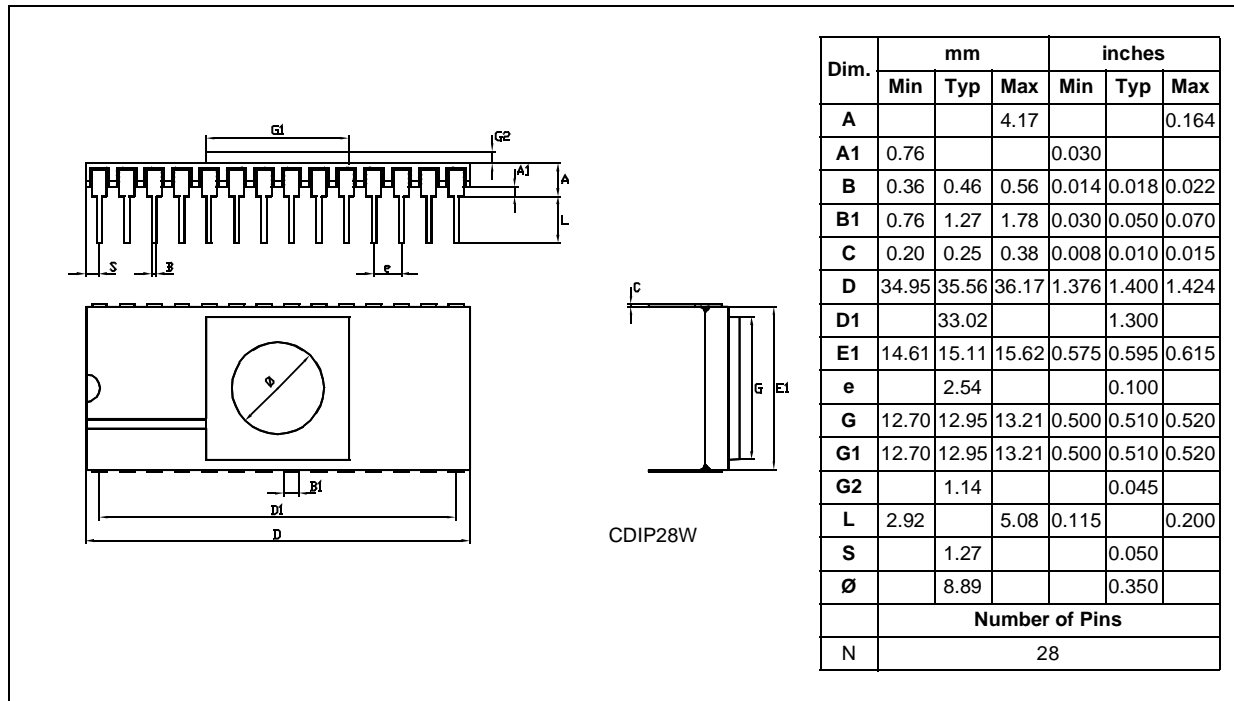 G1
G2
A1
A
L
S
B
e
C
Ø
G
E1
B1
D1
D
CDIP28W
Dim. mm inches
Min Typ Max Min Typ Max
A 4.17 0.164
A1 0.76 0.030
B 0.36 0.46 0.56 0.014 0.018 0.022
B1 0.76 1.27 1.78 0.030 0.050 0.070
C 0.20 0.25 0.38 0.008 0.010 0.015
D 34.95 35.56 36.17 1.376 1.400 1.424
D1 33.02 1.300
E1 14.61 15.11 15.62 0.575 0.595 0.615
e 2.54 0.100
G 12.70 12.95 13.21 0.500 0.510 0.520
G1 12.70 12.95 13.21 0.500 0.510 0.520
G2 1.14 0.045
L 2.92 5.08 0.115 0.200
S 1.27 0.050
Ø 8.89 0.350
Number of Pins
N 28